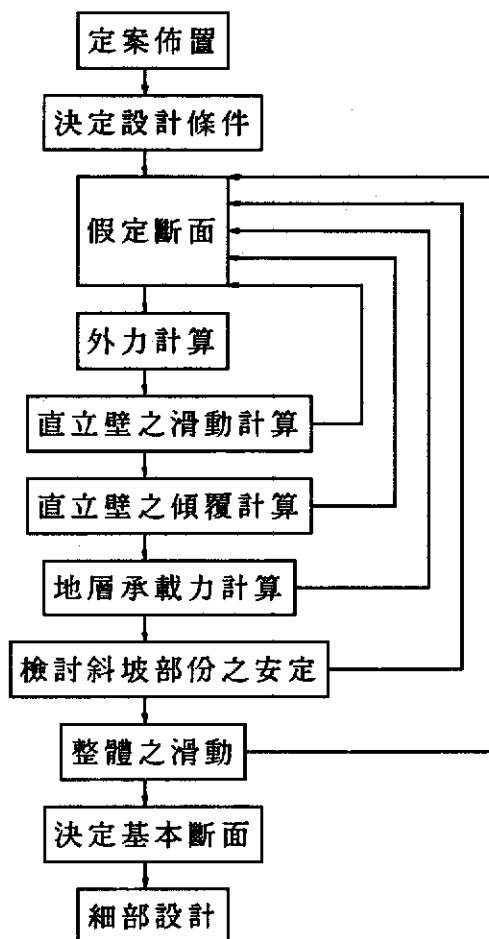 定案佈置
決定設計條件
假定斷面
外力計算
直立壁之滑動計算
直立壁之傾覆計算
地層承載力計算
檢討斜坡部份之安定
整體之滑動
決定基本斷面
細部設計